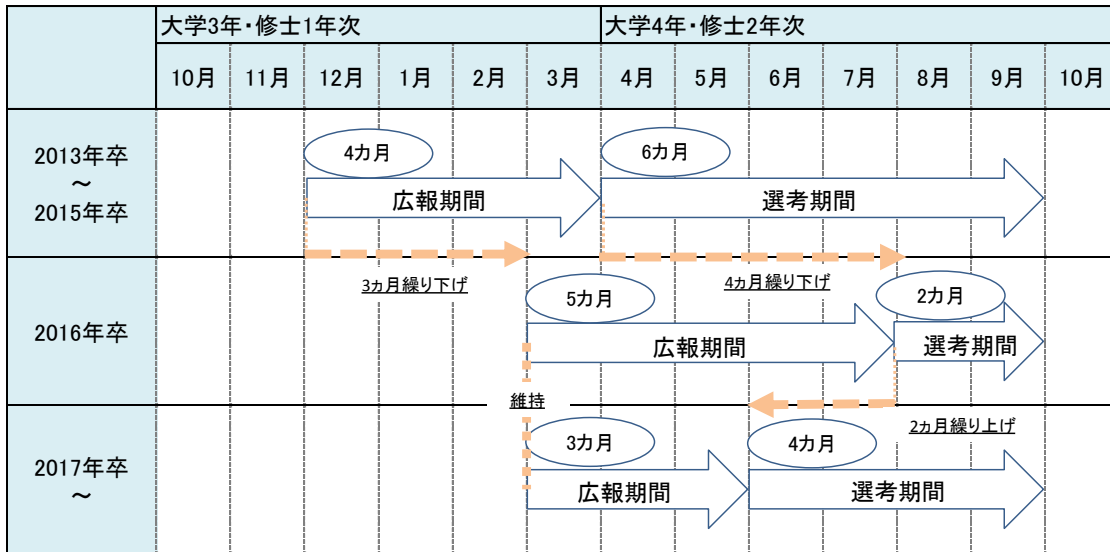 大学3年・修士1年次
大学4年・修士2年次
10月 11月 12月 1月 2月 3月 4月 5月 6月 7月 8月 9月 10月
2013年卒
～
2015年卒
4カ月
6カ月
広報期間
選考期間
3ヵ月繰り下げ
4ヵ月繰り下げ
2016年卒
5カ月
2カ月
広報期間
選考期間
維持
2ヵ月繰り上げ
2017年卒
～
3カ月
4カ月
広報期間
選考期間